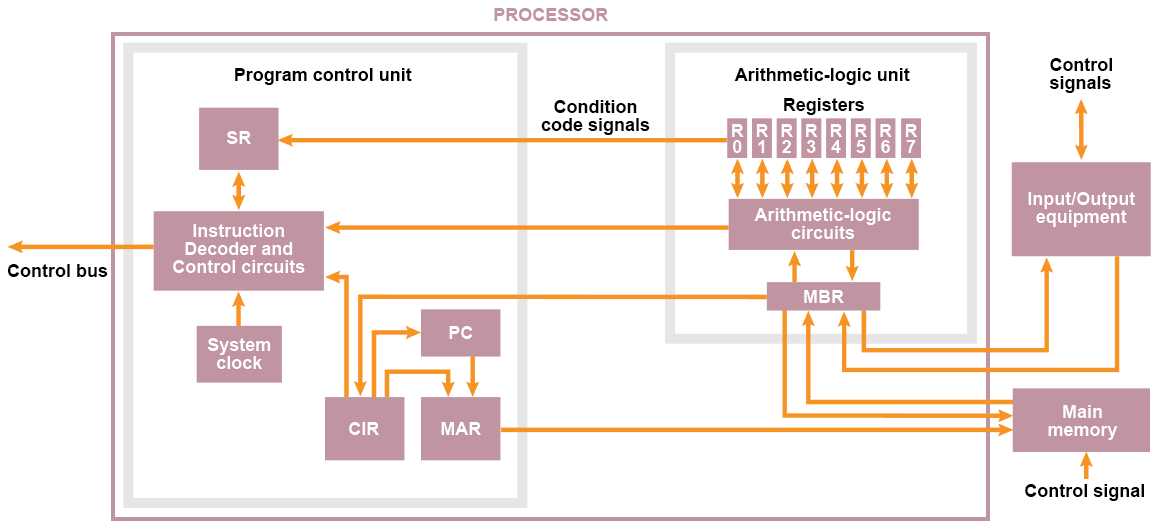 PROCESSOR
Program control unit
SR
Instruction
Decoder and
Control circuits
System
clock
PC
CIR
MAR
Control bus
Condition
code signals
Arithmetic-logic unit
Registers
R
0
R
1
R
2
R
3
R
4
R
5
R
6
R
7
Arithmetic-logic
circuits
MBR
Control
signals
Input/Output
equipment
Main
memory
Control signal